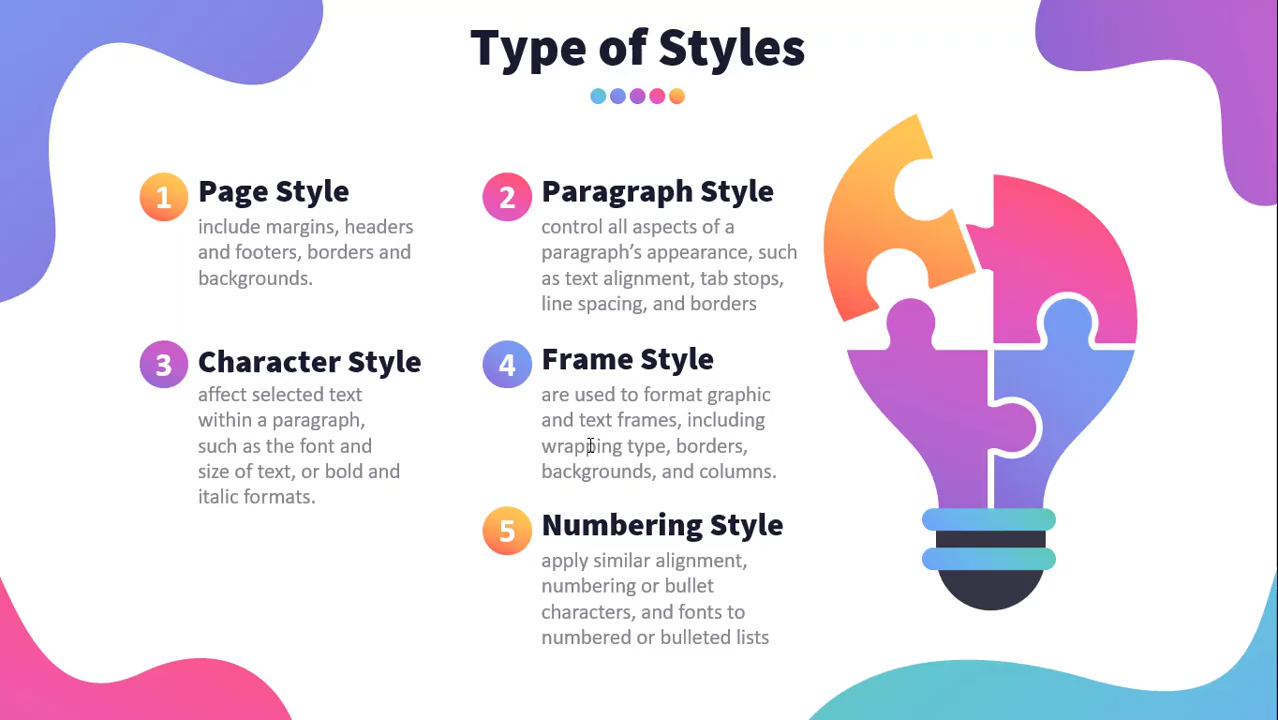 Type of Styles
1
Page Style
include margins, headers
and footers, borders and
backgrounds.
2
Paragraph Style
control all aspects of a
paragraph’s appearance, such
as text alignment, tab stops,
line spacing, and borders
3
Character Style
affect selected text
within a paragraph,
such as the font and
size of text, or bold and
italic formats.
4
Frame Style
are used to format graphic
and text frames, including
wrapping type, borders,
backgrounds, and columns.
5
Numbering Style
apply similar alignment,
numbering or bullet
characters, and fonts to
numbered or bulleted lists